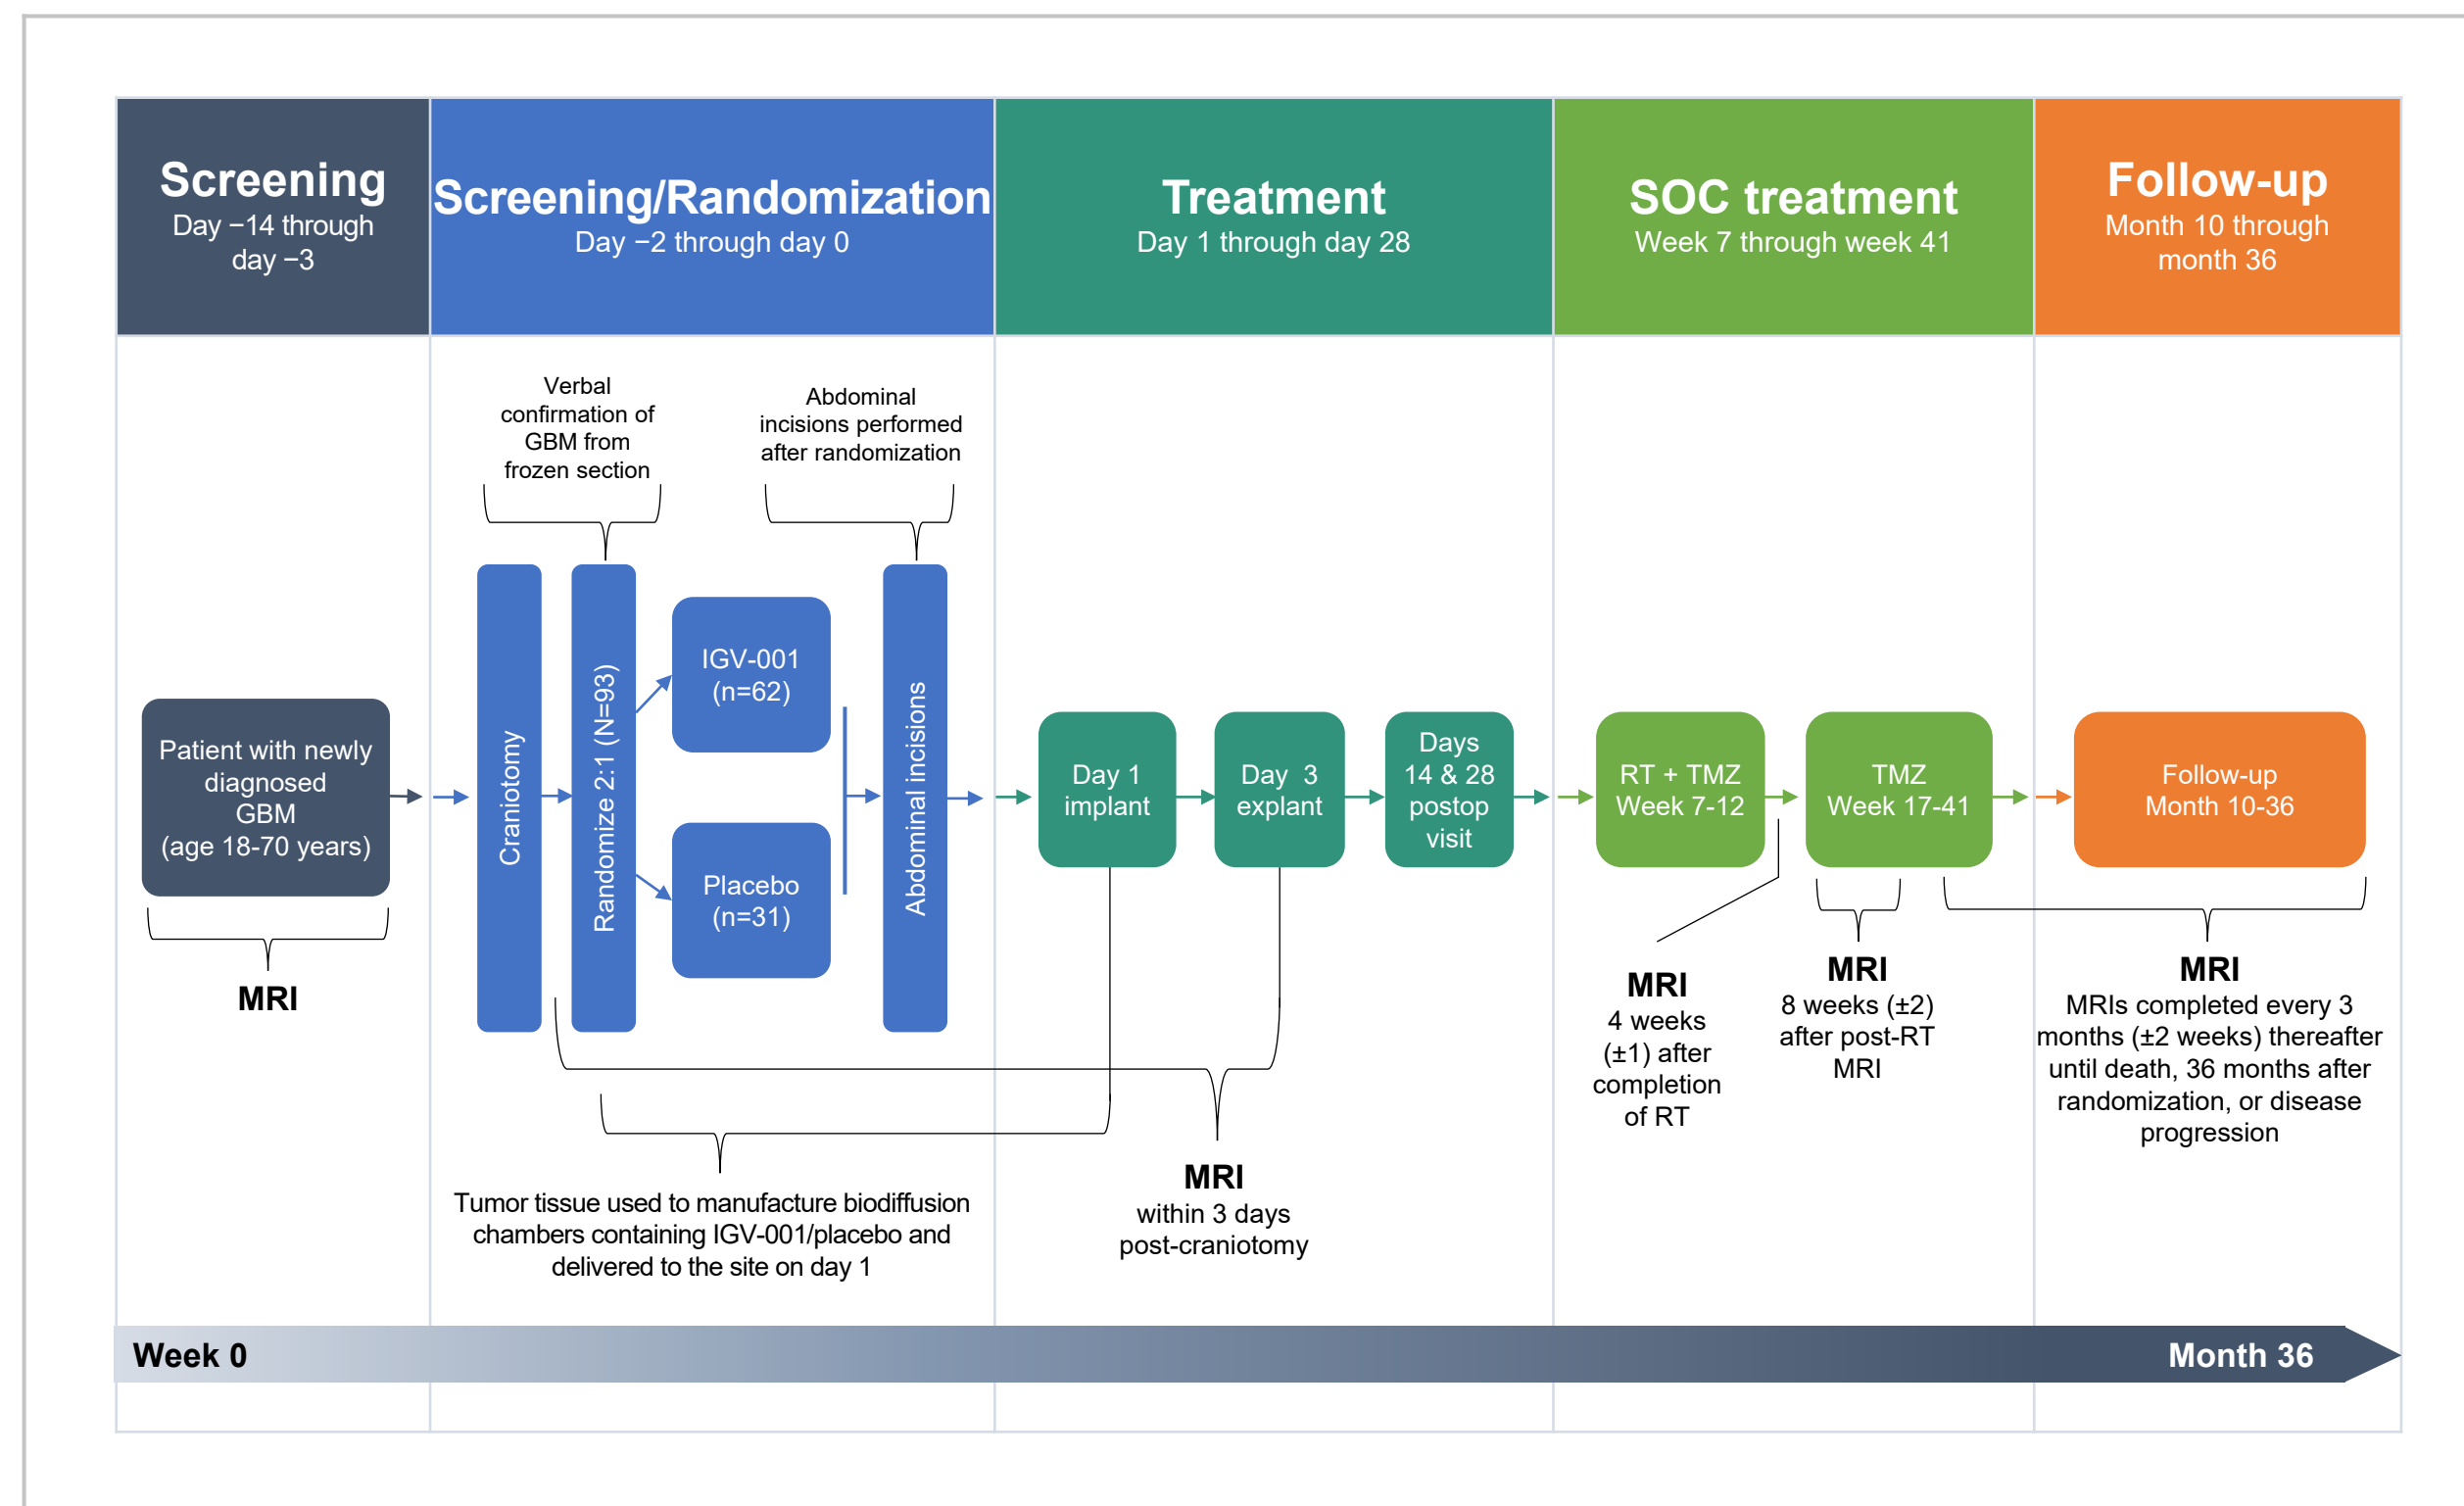 Screening
Day −14 through
day −3
Screening/Randomization
Day −2 through day 0
Treatment
Day 1 through day 28
SOC treatment
Week 7 through week 41
Follow-up
Month 10 through
month 36
Verbal
confirmation of
GBM from
frozen section
Abdominal
incisions performed
after randomization
Patient with newly
diagnosed
GBM
(age 18-70 years)
MRI
Craniotomy
Randomize 2:1 (N=93)
IGV-001
(n=62)
Placebo
(n=31)
Abdominal incisions
Day 1
implant
Day 3
explant
Days
14 & 28
postop
visit
RT + TMZ
Week 7-12
TMZ
Week 17-41
Follow-up
Month 10-36
Tumor tissue used to manufacture biodiffusion
chambers containing IGV-001/placebo and
delivered to the site on day 1
MRI
within 3 days
post-craniotomy
MRI
4 weeks
(±1) after
completion
of RT
MRI
8 weeks (±2)
after post-RT
MRI
MRI
MRIs completed every 3
months (±2 weeks) thereafter
until death, 36 months after
randomization, or disease
progression
Week 0
Month 36